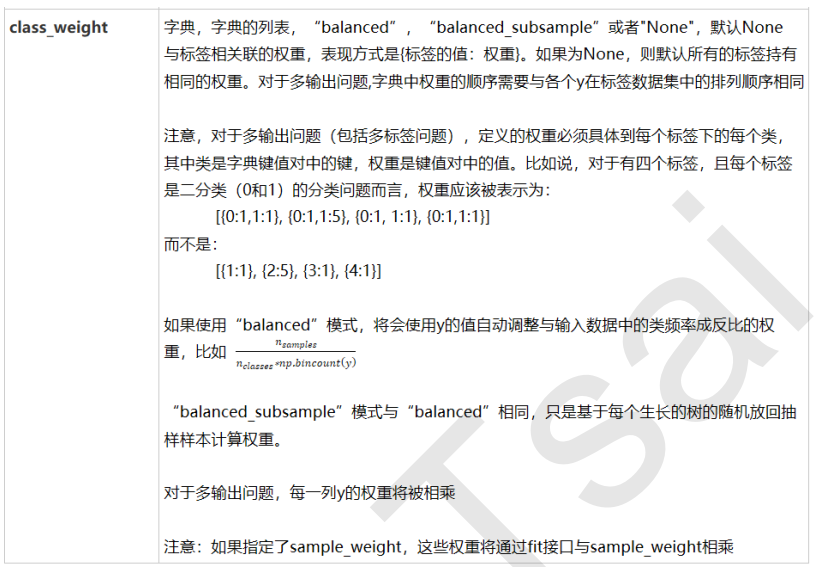 class_weight
字典，字典的列表，“balanced”，“balanced_subsample”或者"None"，默认None
与标签相关联的权重，表现方式是{标签的值：权重}。如果为None，则默认所有的标签持有
相同的权重。对于多输出问题,字典中权重的顺序需要与各个y在标签数据集中的排列顺序相同
注意，对于多输出问题（包括多标签问题），定义的权重必须具体到每个标签下的每个类，
其中类是字典键值对中的键，权重是键值对中的值。比如说，对于有四个标签，且每个标签
是二分类（0和1）的分类问题而言，权重应该被表示为：
[{0:1,1:1}, {0:1,1:5}, {0:1, 1:1}, {0:1,1:1}]
而不是：
[{1:1}, {2:5}, {3:1}, {4:1}]
如果使用“balanced”模式，将会使用y的值自动调整与输入数据中的类频率成反比的权
重，比如 n_samples / (n_classes*np.bincount(y))
“balanced_subsample”模式与“balanced”相同，只是基于每个生长的树的随机放回抽
样样本计算权重。
对于多输出问题，每一列y的权重将被相乘
注意：如果指定了sample_weight，这些权重将通过fit接口与sample_weight相乘
Tsai